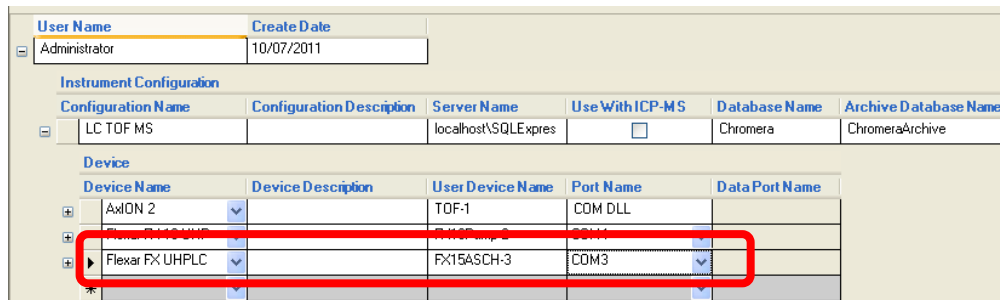 User Name Create Date
Administrator 10/07/2011
Instrument Configuration
Configuration Name Configuration Description Server Name Use With ICP-MS Database Name Archive Database Name
LC TOF MS localhost\SQLExpres Chromera ChromeraArchive
Device
Device Name Device Description User Device Name Port Name Data Port Name
AxION 2 TOF-1 COM DLL
Flexar FX UHPLC FX15ASCH-3 COM3
*